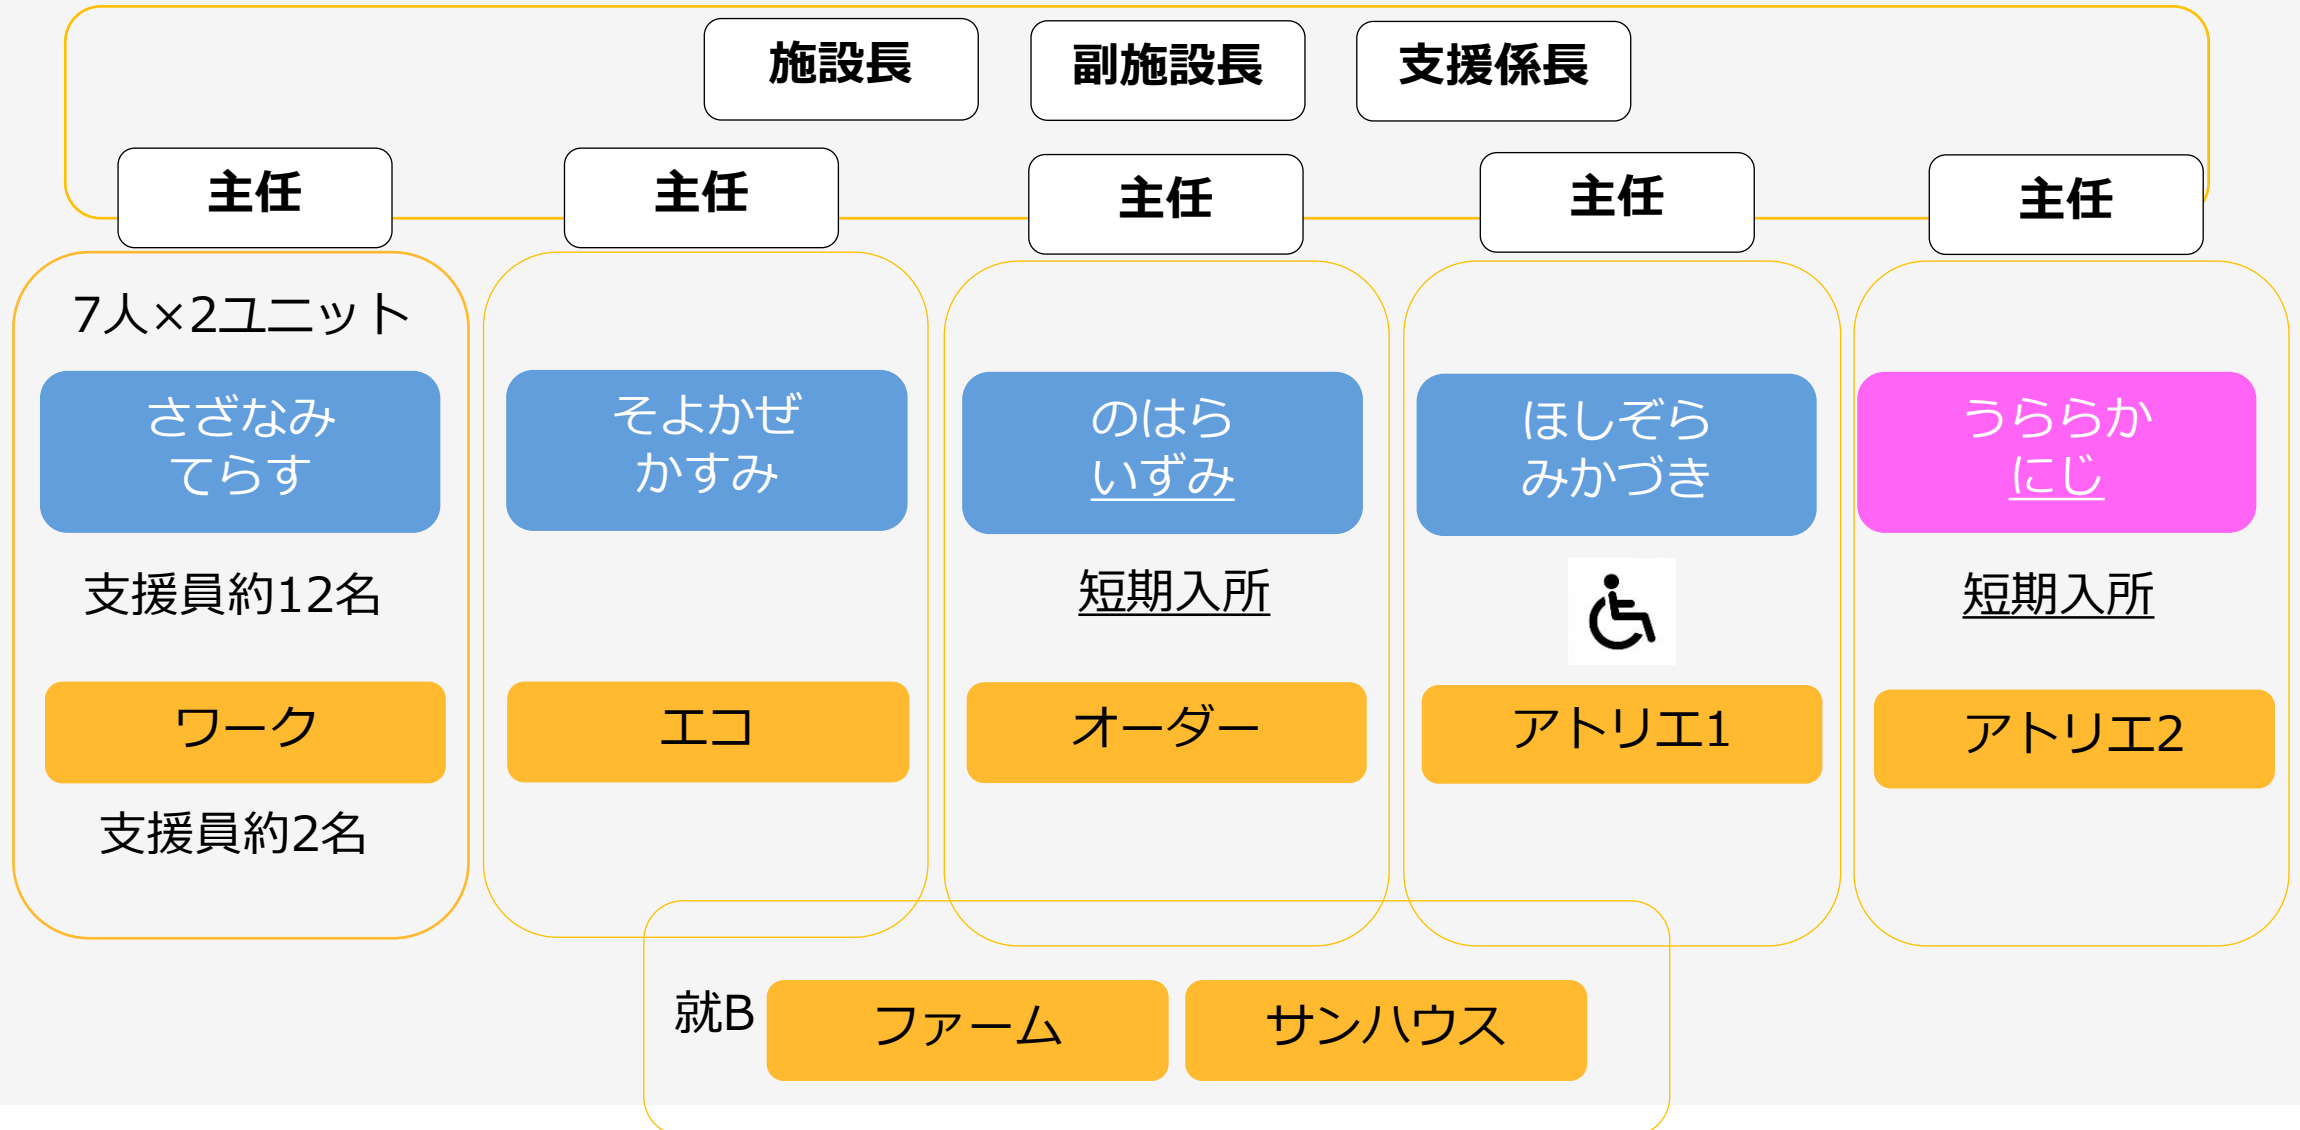 施設長
副施設長
支援係長
主任
主任
主任
主任
主任
7人×2ユニット
さざなみ
てらす
支援員約12名
ワーク
支援員約2名
そよかぜ
かすみ
エコ
のはら
いずみ
短期入所
オーダー
ほしぞら
みかづき
アトリエ1
うららか
にじ
短期入所
アトリエ2
就B
ファーム
サンハウス